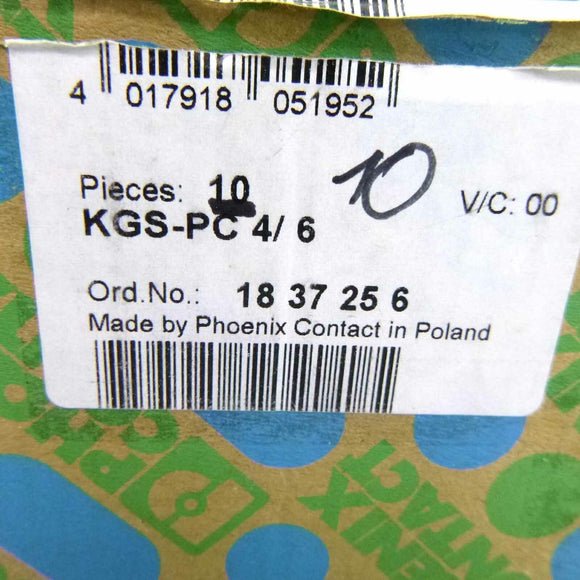 4 017918 051952
Pieces: 10 10 V/C: 00
KGS-PC 4/ 6
Ord.No.: 18 37 25 6
Made by Phoenix Contact in Poland
PHOENIX
CONTACT